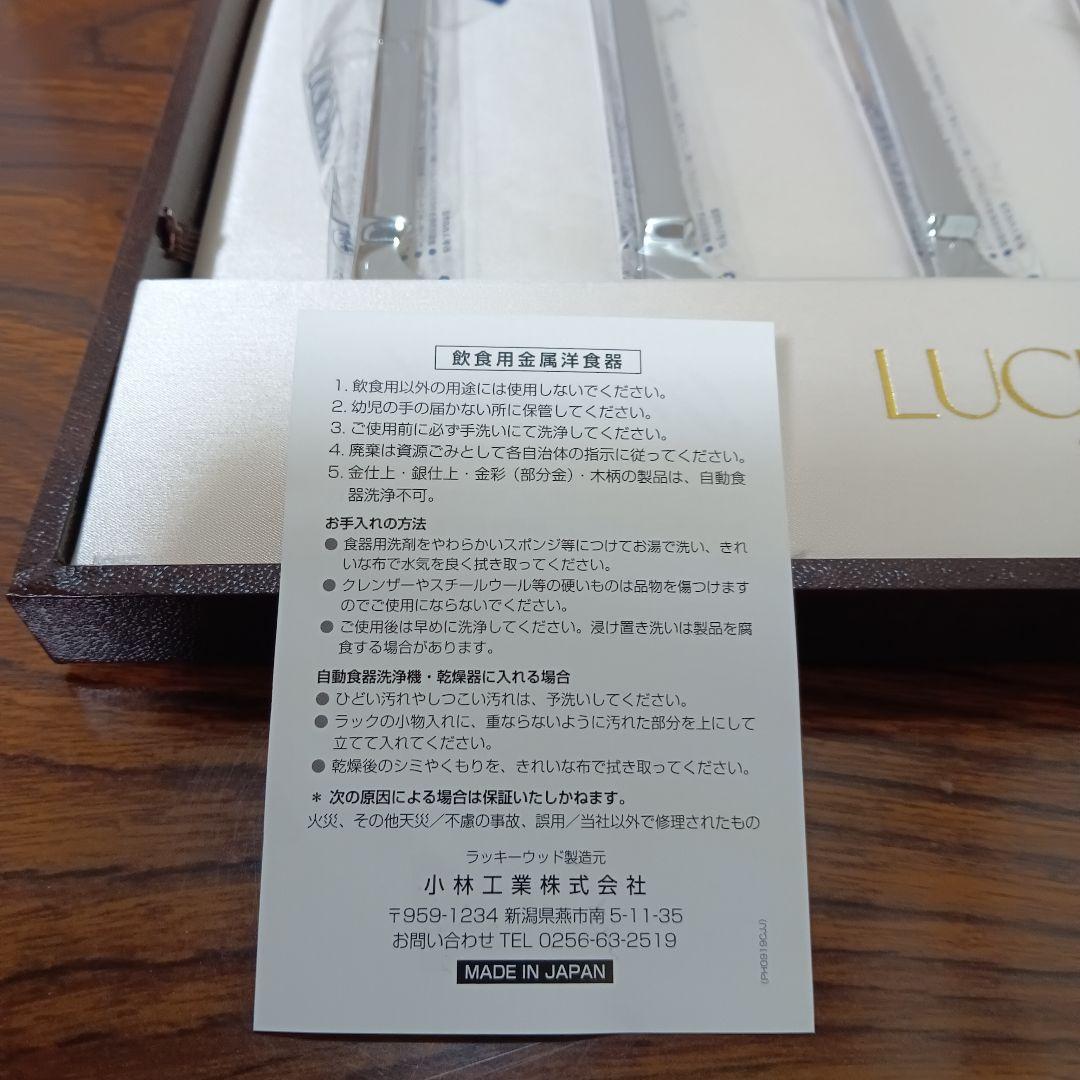 LUC
飲食用金属洋食器
1. 飲食用以外の用途には使用しないでください。
2. 幼児の手の届かない所に保管してください。
3. ご使用前に必ず手洗いにて洗浄してください。
4. 廃棄は資源ごみとして各自治体の指示に従ってください。
5. 金仕上・銀仕上・金彩（部分金）・木柄の製品は、自動食
器洗浄不可。
お手入れの方法
● 食器用洗剤をやわらかいスポンジ等につけてお湯で洗い、きれ
いな布で水気を良く拭き取ってください。
● クレンザーやスチールウール等の硬いものは品物を傷つけます
のでご使用にならないでください。
● ご使用後は早めに洗浄してください。浸け置き洗いは製品を腐
食する場合があります。
自動食器洗浄機・乾燥器に入れる場合
● ひどい汚れやしつこい汚れは、予洗いしてください。
● ラックの小物入れに、重ならないように汚れた部分を上にして
立てて入れてください。
● 乾燥後のシミやくもりを、きれいな布で拭き取ってください。
＊ 次の原因による場合は保証いたしかねます。
火災、その他天災／不慮の事故、誤用／当社以外で修理されたもの
ラッキーウッド製造元
小林工業株式会社
〒959-1234 新潟県燕市南 5-11-35
お問い合わせ TEL 0256-63-2519
MADE IN JAPAN
(PH0919CJJ)